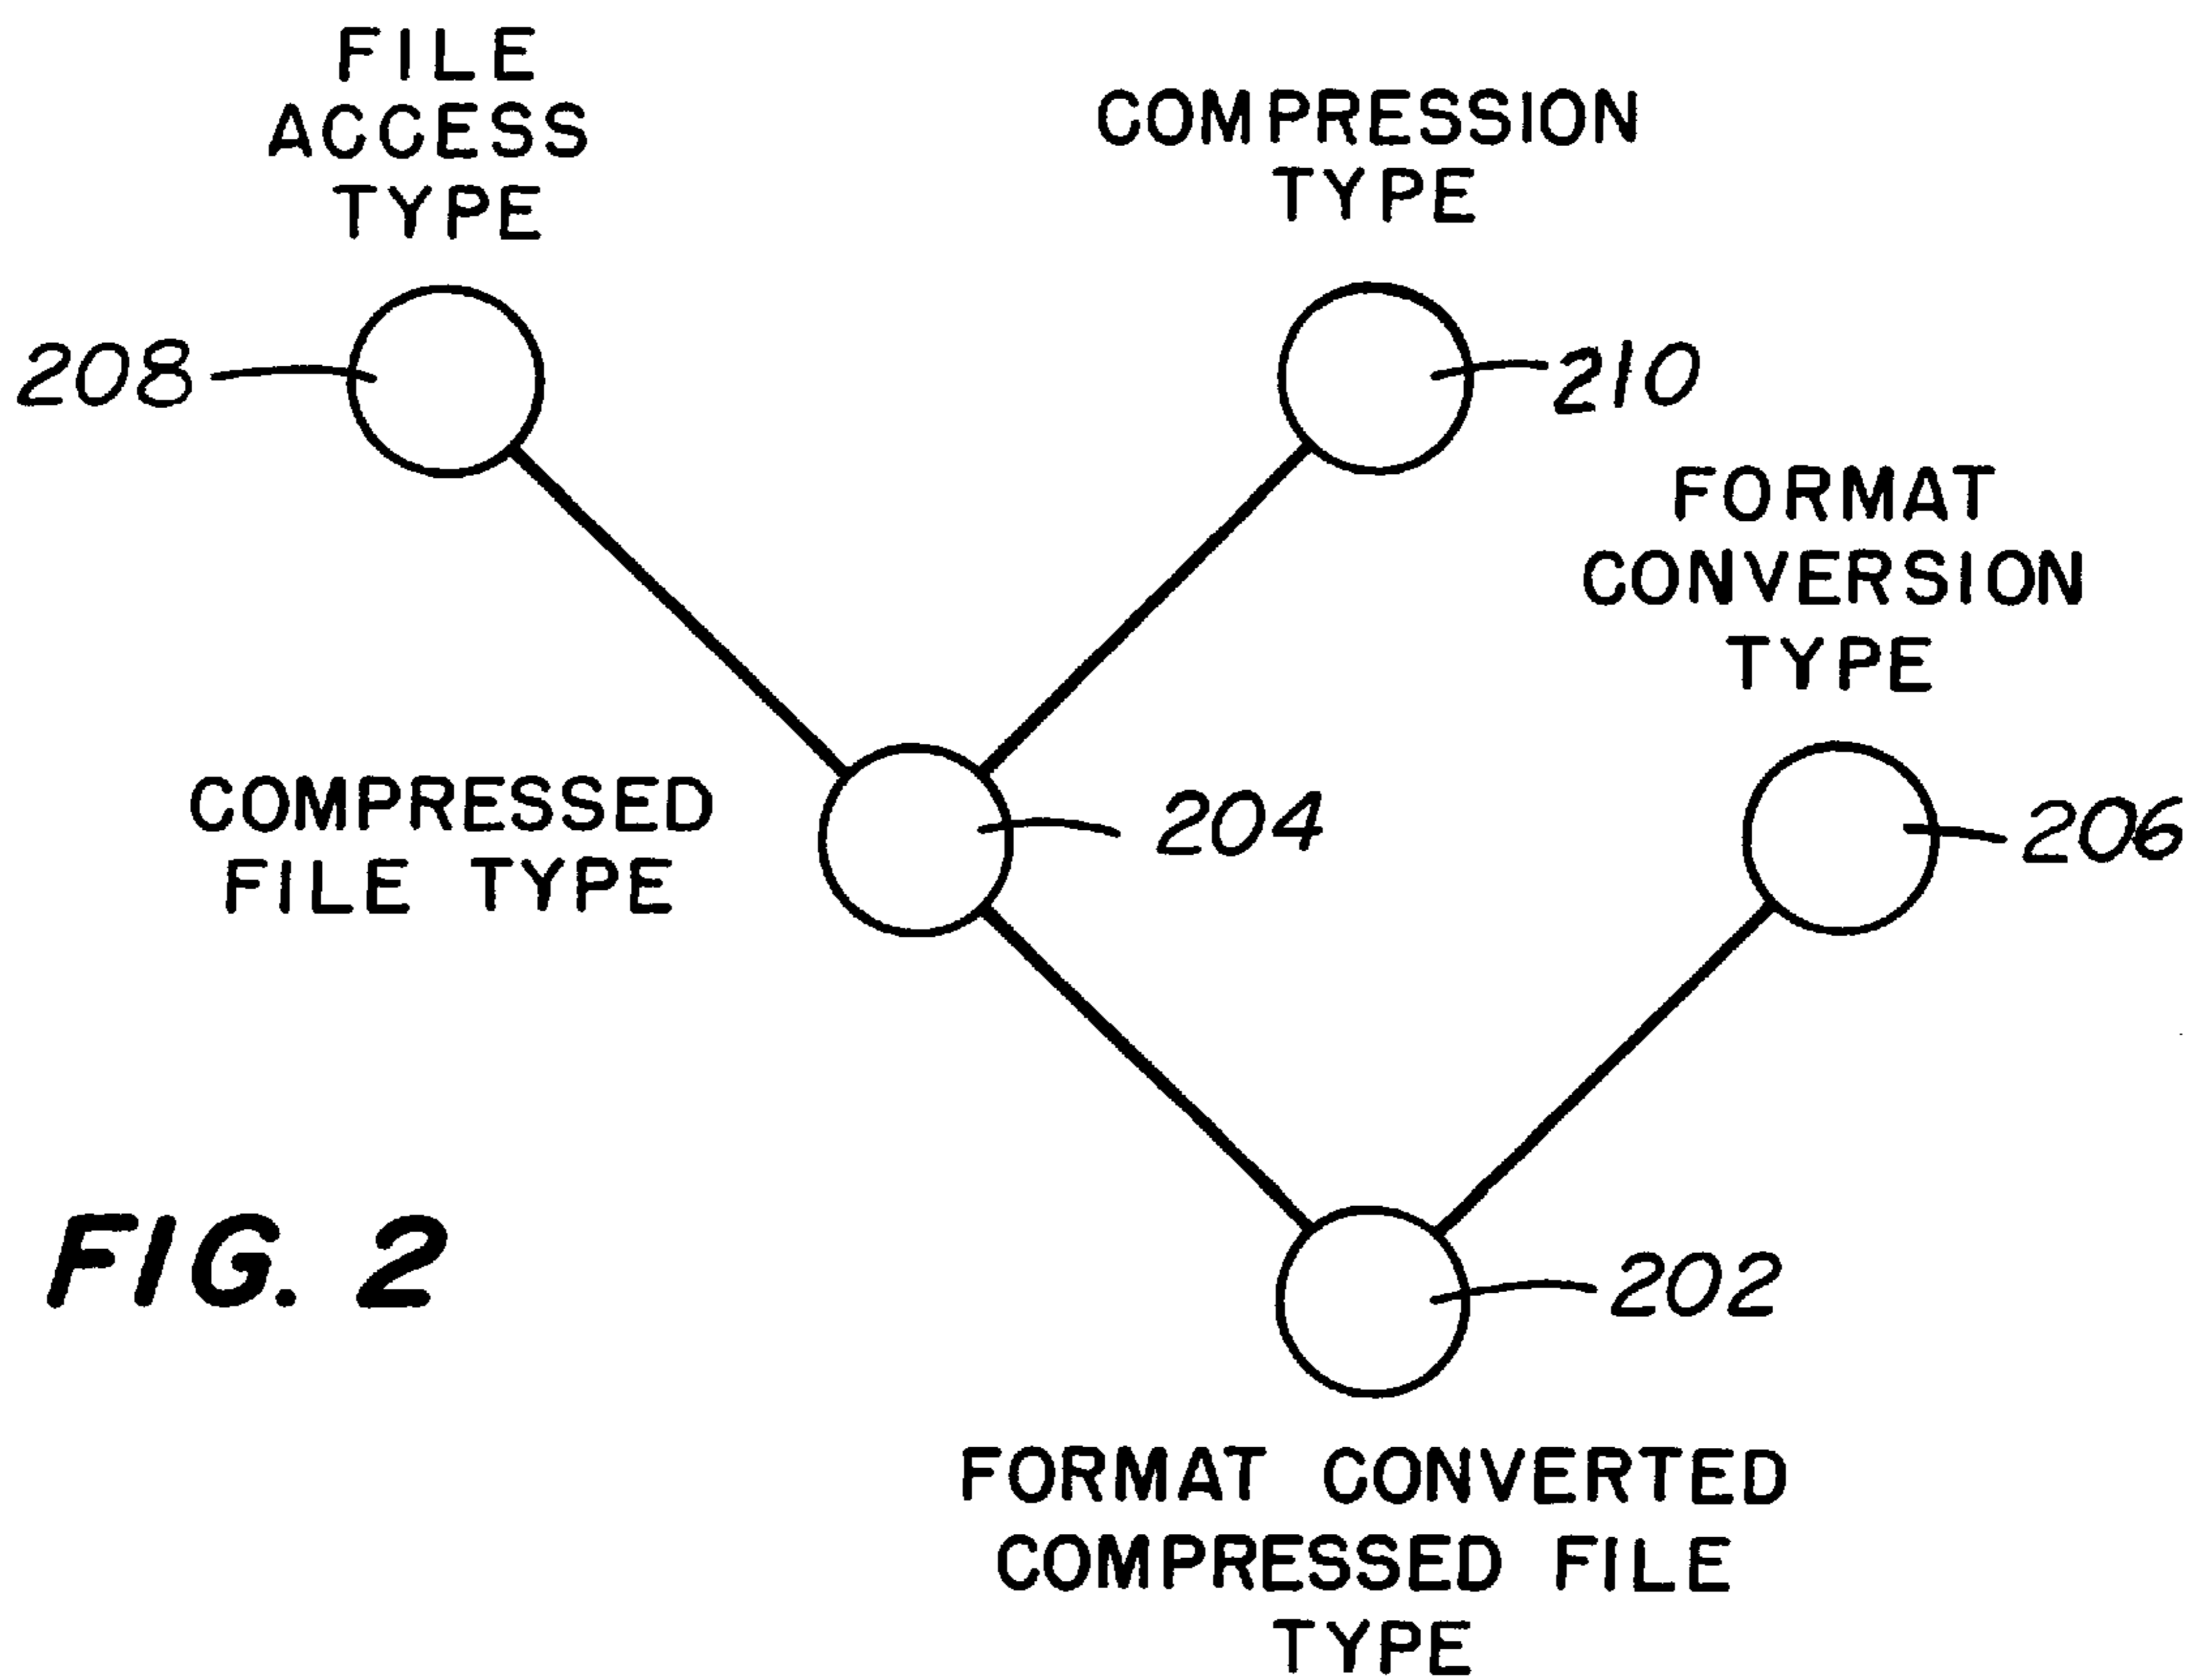 FILE
ACCESS
TYPE
COMPRESSION
TYPE
208
210
FORMAT
CONVERSION
TYPE
COMPRESSED
FILE TYPE
204
206
FIG. 2
202
FORMAT CONVERTED
COMPRESSED FILE
TYPE